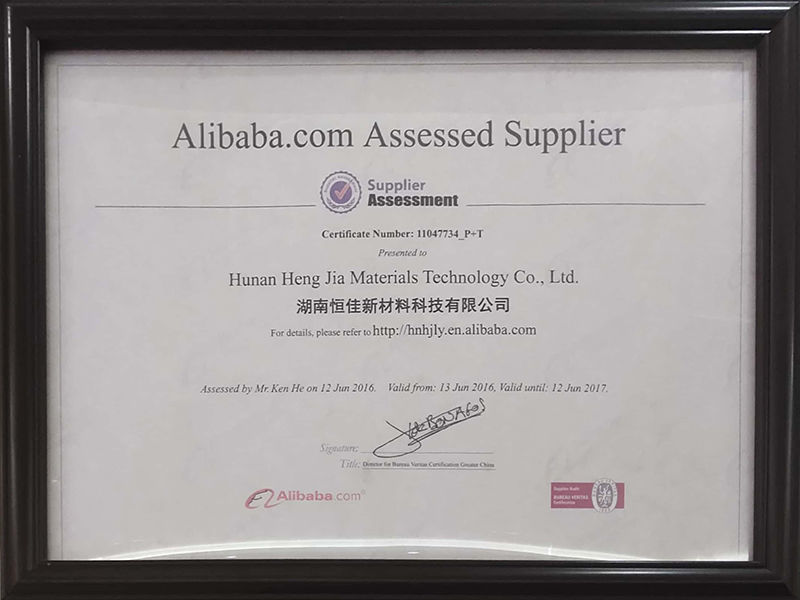 Alibaba.com Assessed Supplier
Supplier
Assessment
Certificate Number: 11047734_P+T
Presented to
Hunan Heng Jia Materials Technology Co., Ltd.
湖南恒佳新材料科技有限公司
For details, please refer to http://hnhjly.en.alibaba.com
Assessed by Mr. Ken He on 12 Jun 2016. Valid from: 13 Jun 2016, Valid until: 12 Jun 2017.
Signature:
Title: Director for Bureau Veritas Certification Greater China
Alibaba.com®
Supplier Audit
BUREAU VERITAS
Certification